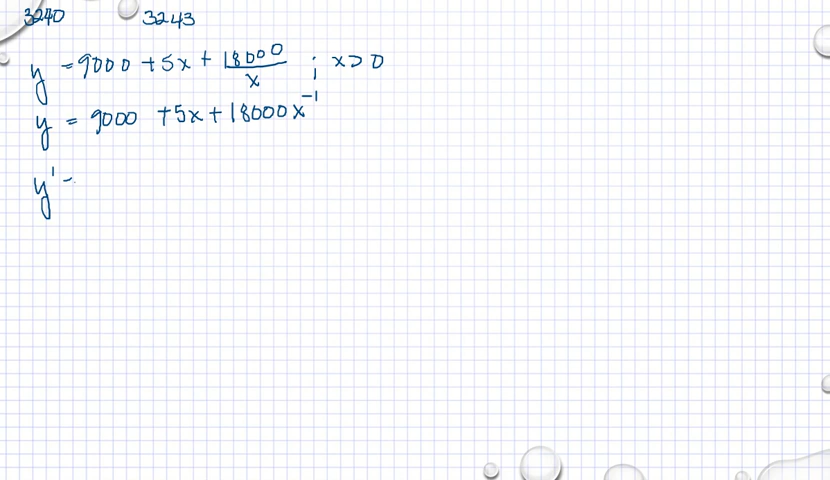 3240 3243
y = 9000 + 5x + 18000/x ; x > 0
y = 9000 + 5x + 18000x⁻¹
y' -